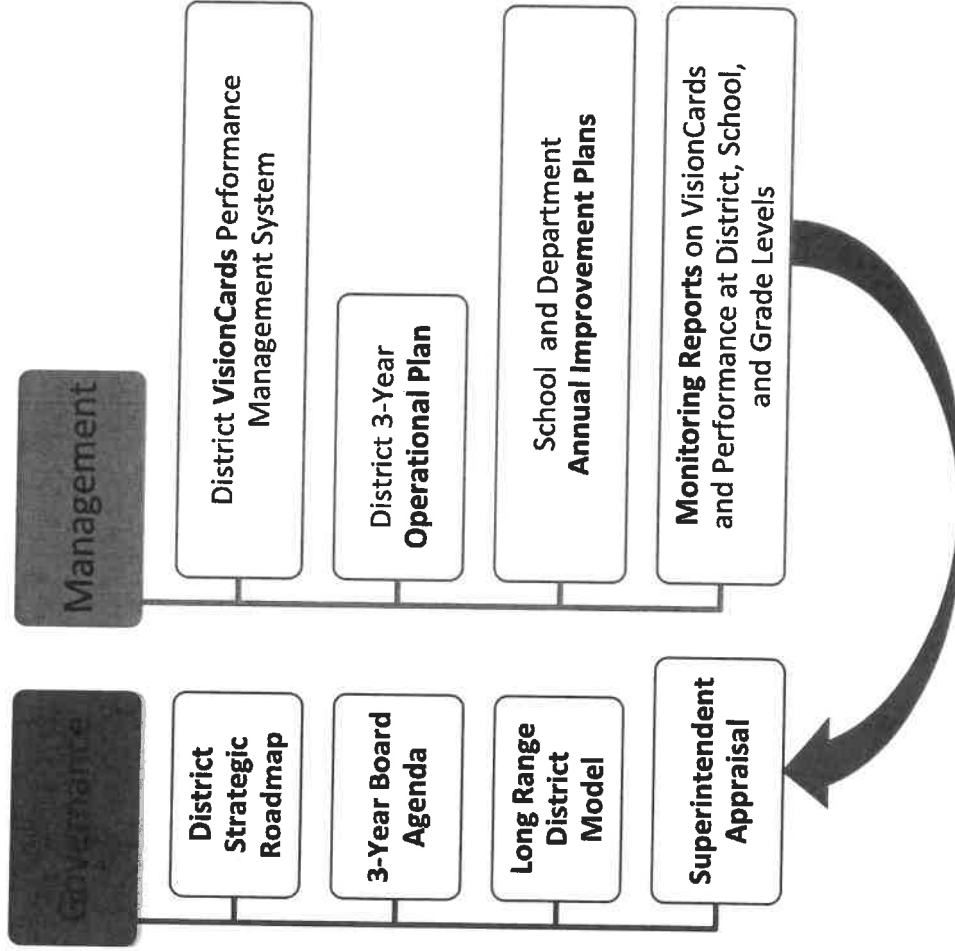 Governance
District
Strategic
Roadmap
3-Year Board
Agenda
Long Range
District
Model
Superintendent
Appraisal
Management
District VisionCards Performance
Management System
District 3-Year
Operational Plan
School and Department
Annual Improvement Plans
Monitoring Reports on VisionCards
and Performance at District, School,
and Grade Levels